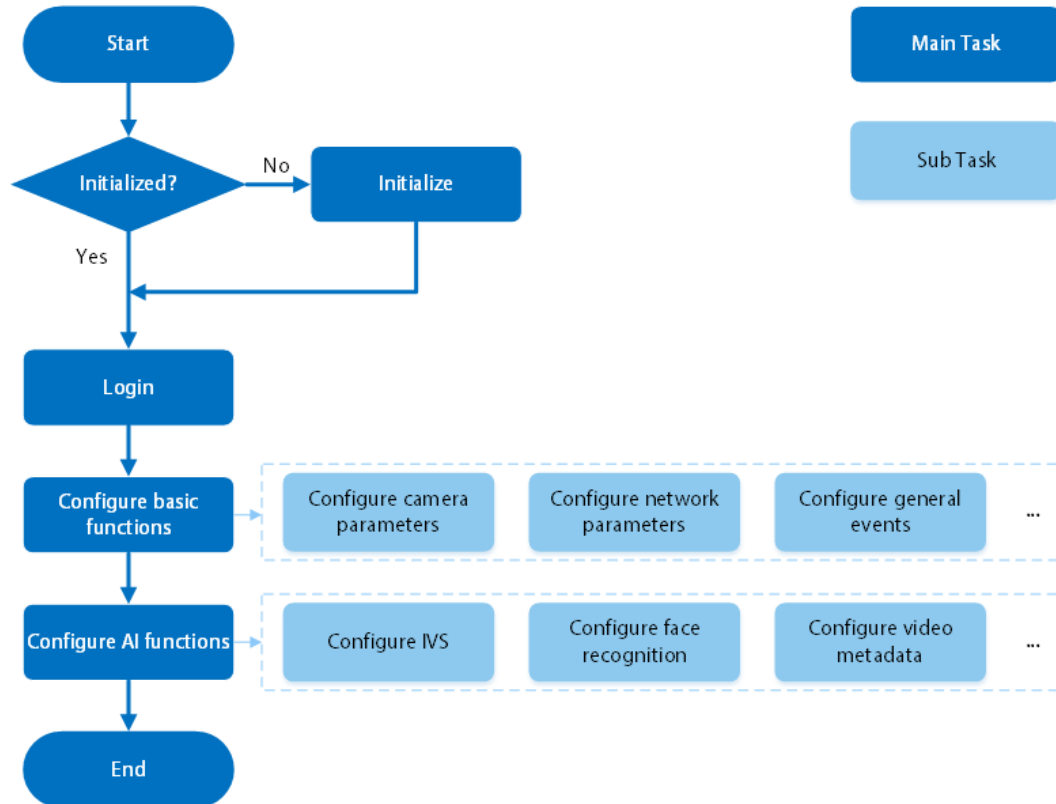 Start
Main Task
Initialized?
No
Initialize
Sub Task
Yes
Login
Configure basic
functions
Configure camera
parameters
Configure network
parameters
Configure general
events
...
Configure AI functions
Configure IVS
Configure face
recognition
Configure video
metadata
...
End